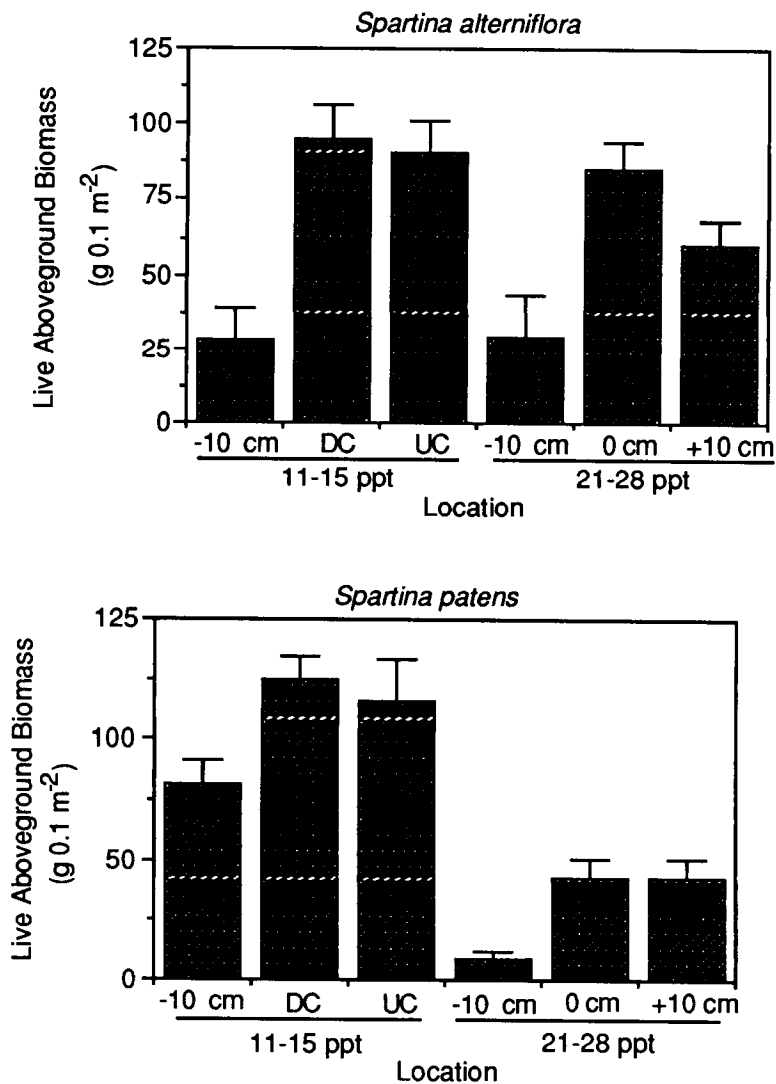 Spartina alterniflora
125
100
75
50
25
0
Live Aboveground Biomass
(g 0.1 m-2)
-10 cm DC UC -10 cm 0 cm +10 cm
11-15 ppt 21-28 ppt
Location
Spartina patens
125
100
50
0
Live Aboveground Biomass
(g 0.1 m-2)
-10 cm DC UC -10 cm 0 cm +10 cm
11-15 ppt 21-28 ppt
Location